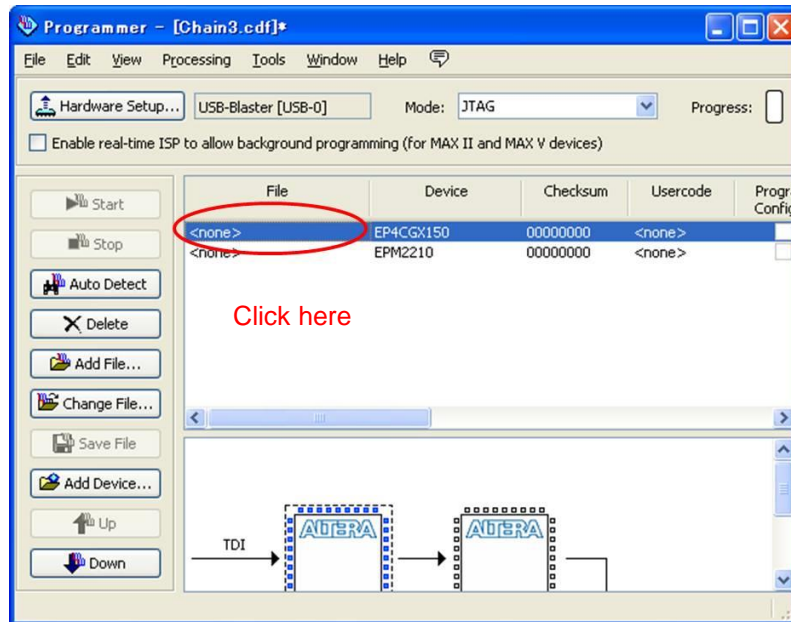 Programmer - [Chain3.cdf]*
File Edit View Processing Tools Window Help
Hardware Setup... USB-Blaster [USB-0] Mode: JTAG Progress:
Enable real-time ISP to allow background programming (for MAX II and MAX V devices)
File Device Checksum Usercode Progr
Config
<none> EP4CGX150 00000000 <none>
<none> EPM2210 00000000 <none>
Click here
Start
Stop
Auto Detect
Delete
Add File...
Change File...
Save File
Add Device...
Up
Down
TDI
ALTERA ALTERA